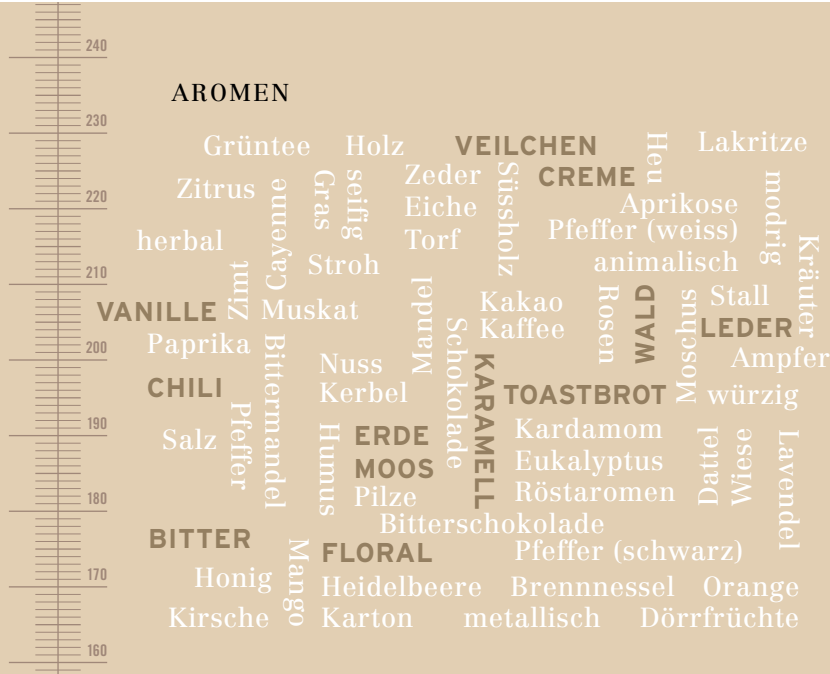 240
AROMEN
230
Grüntee Holz VEILCHEN Heu Lakritze
Zitrus Cayenne Gras seifig Zeder Süssholz CREME modrig
220
Eiche Aprikose
herbal Torf Pfeffer (weiss) Kräuter
Stroh animalisch
210
Zimt Mandel Rosen WALD Moschus Stall
VANILLE Muskat Kakao
Schokolade Kaffee LEDER
200
Paprika Bittermandel Nuss KARAMELL Ampfer
CHILI Kerbel TOASTBROT würzig
190
Salz Pfeffer Humus ERDE Kardamom Dattel Wiese Lavendel
MOOS Eukalyptus
180
Pilze Röstaromen
Bitterschokolade
BITTER Mango FLORAL Pfeffer (schwarz)
170
Honig Heidelbeere Brennnessel Orange
Kirsche Karton metallisch Dörrfrüchte
160